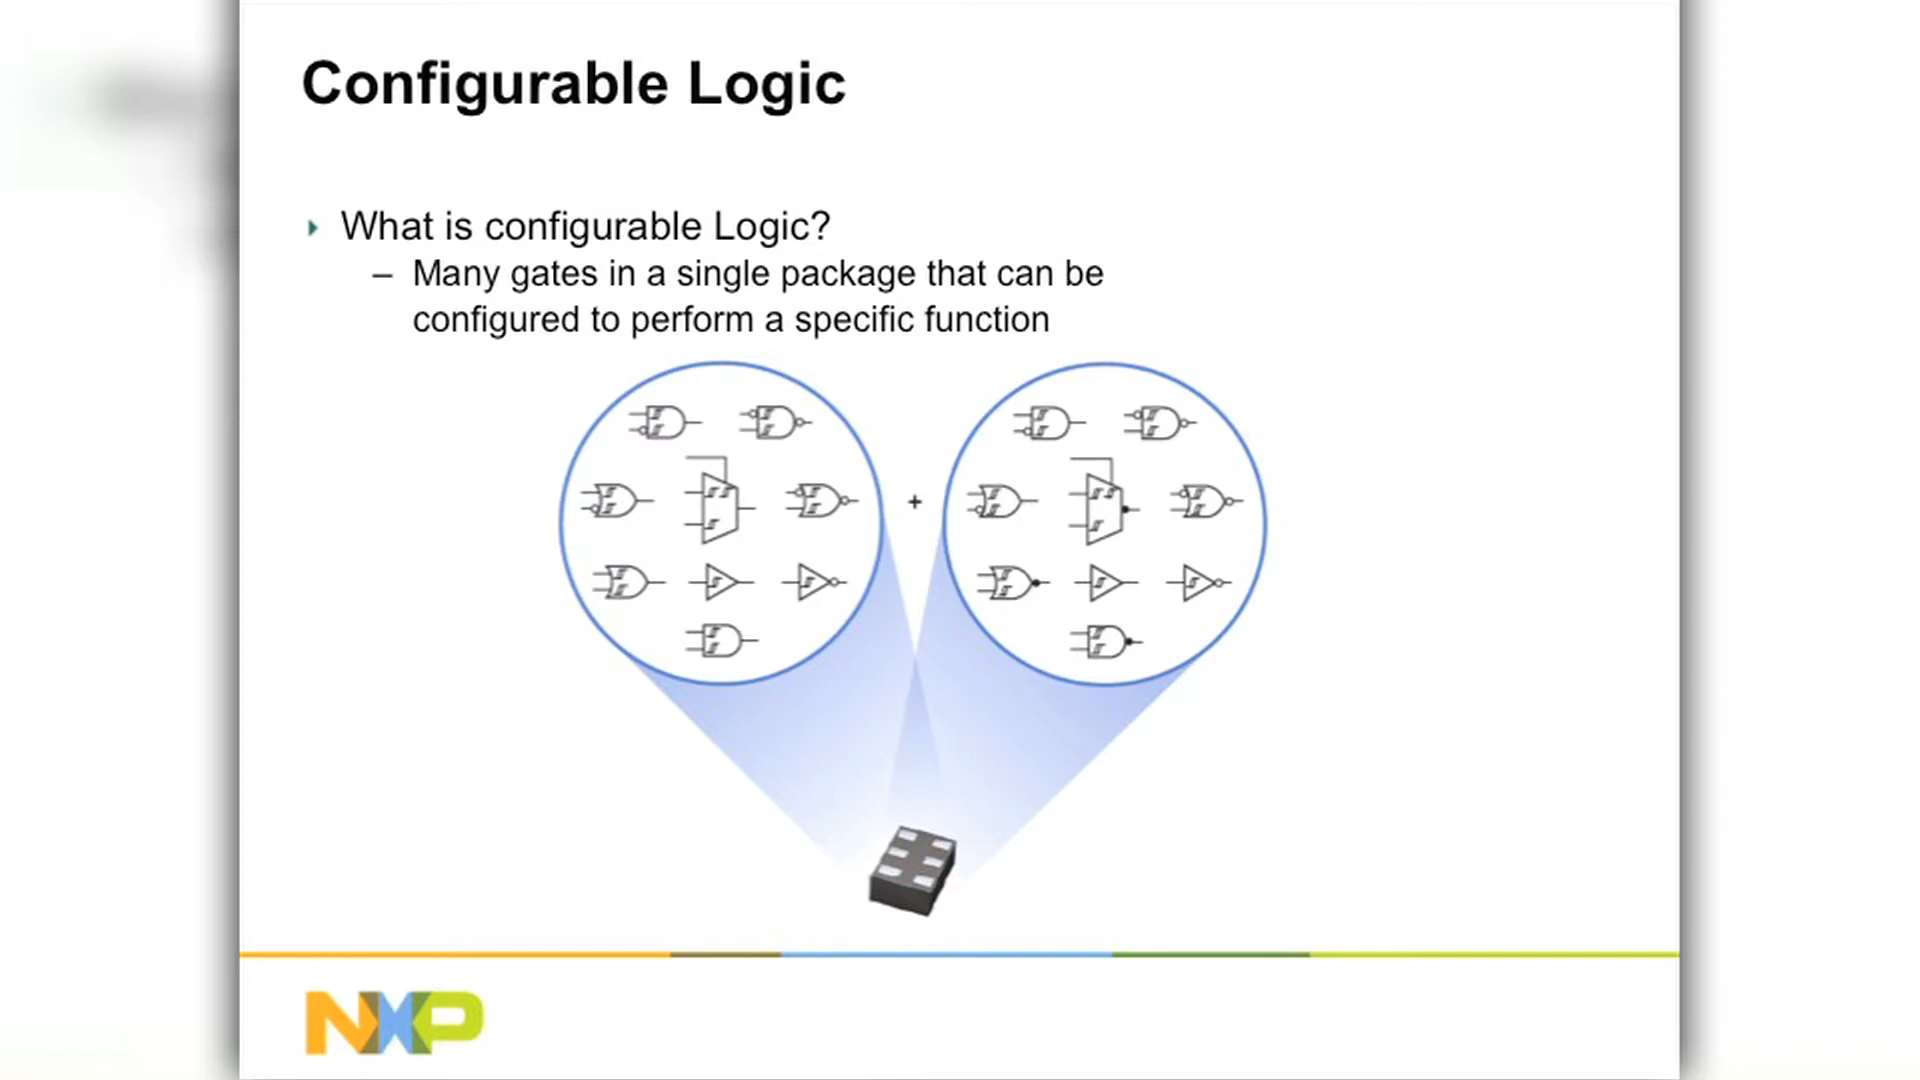 Configurable Logic
What is configurable Logic?
– Many gates in a single package that can be
configured to perform a specific function
+
NXP